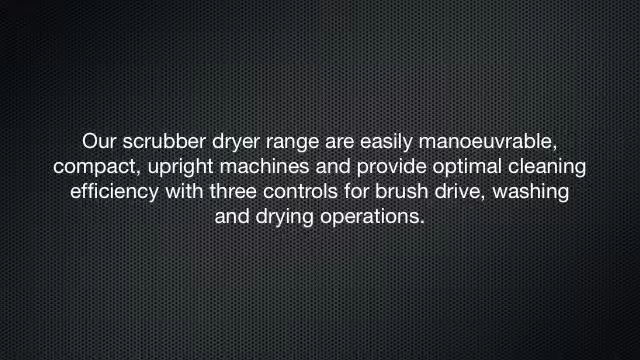 Our scrubber dryer range are easily manoeuvrable,
compact, upright machines and provide optimal cleaning
efficiency with three controls for brush drive, washing
and drying operations.